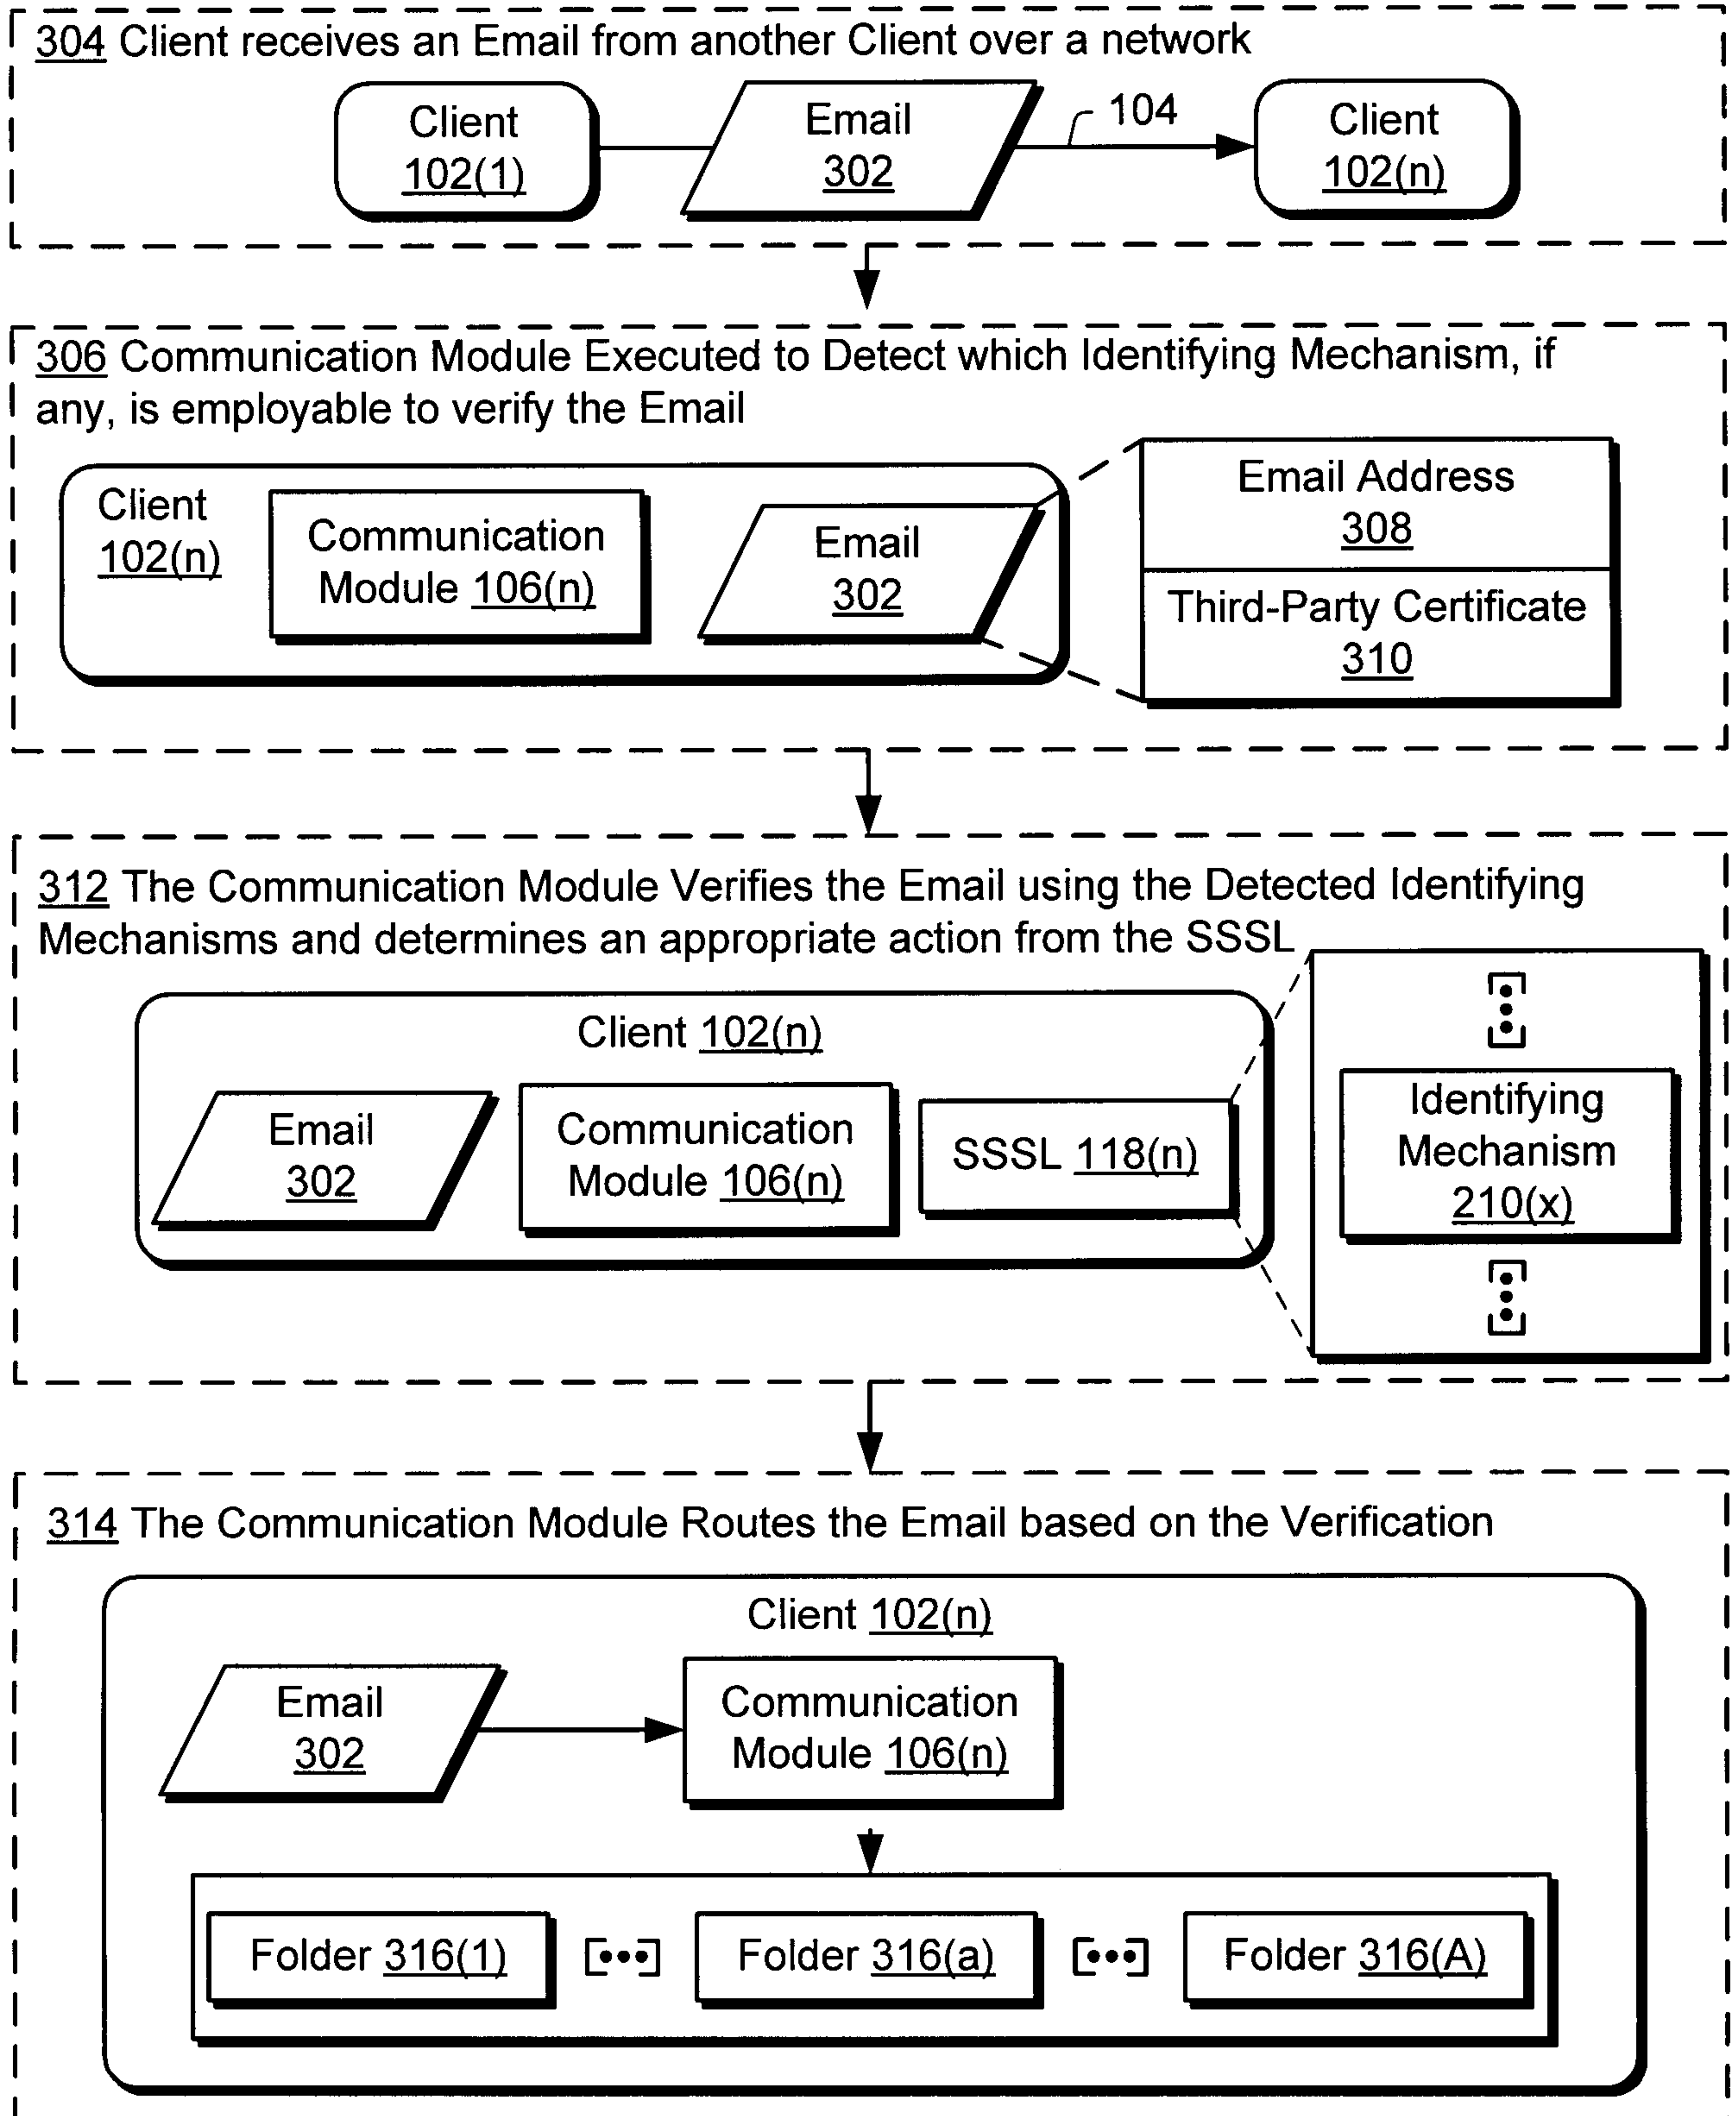 304 Client receives an Email from another Client over a network
Client
102(1)
Email
302
104
Client
102(n)
306 Communication Module Executed to Detect which Identifying Mechanism, if
any, is employable to verify the Email
Client
102(n)
Communication
Module 106(n)
Email
302
Email Address
308
Third-Party Certificate
310
312 The Communication Module Verifies the Email using the Detected Identifying
Mechanisms and determines an appropriate action from the SSSL
Client 102(n)
Email
302
Communication
Module 106(n)
SSSL 118(n)
Identifying
Mechanism
210(x)
314 The Communication Module Routes the Email based on the Verification
Client 102(n)
Email
302
Communication
Module 106(n)
Folder 316(1) [•••] Folder 316(a) [•••] Folder 316(A)